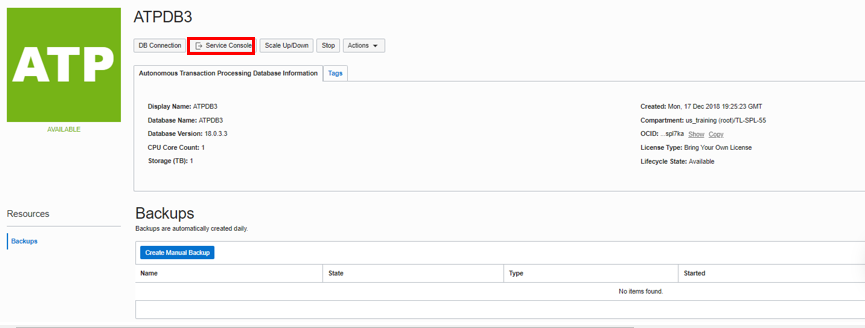 ATPDB3
ATP
AVAILABLE
DB Connection Service Console Scale Up/Down Stop Actions
Autonomous Transaction Processing Database Information Tags
Display Name: ATPDB3
Database Name: ATPDB3
Database Version: 18.0.3.3
CPU Core Count: 1
Storage (TB): 1
Created: Mon, 17 Dec 2018 19:25:23 GMT
Compartment: us_training (root)/TL-SPL-55
OCID: ...spl7ka Show Copy
License Type: Bring Your Own License
Lifecycle State: Available
Resources
Backups
Backups
Backups are automatically created daily.
Create Manual Backup
Name State Type Started
No items found.